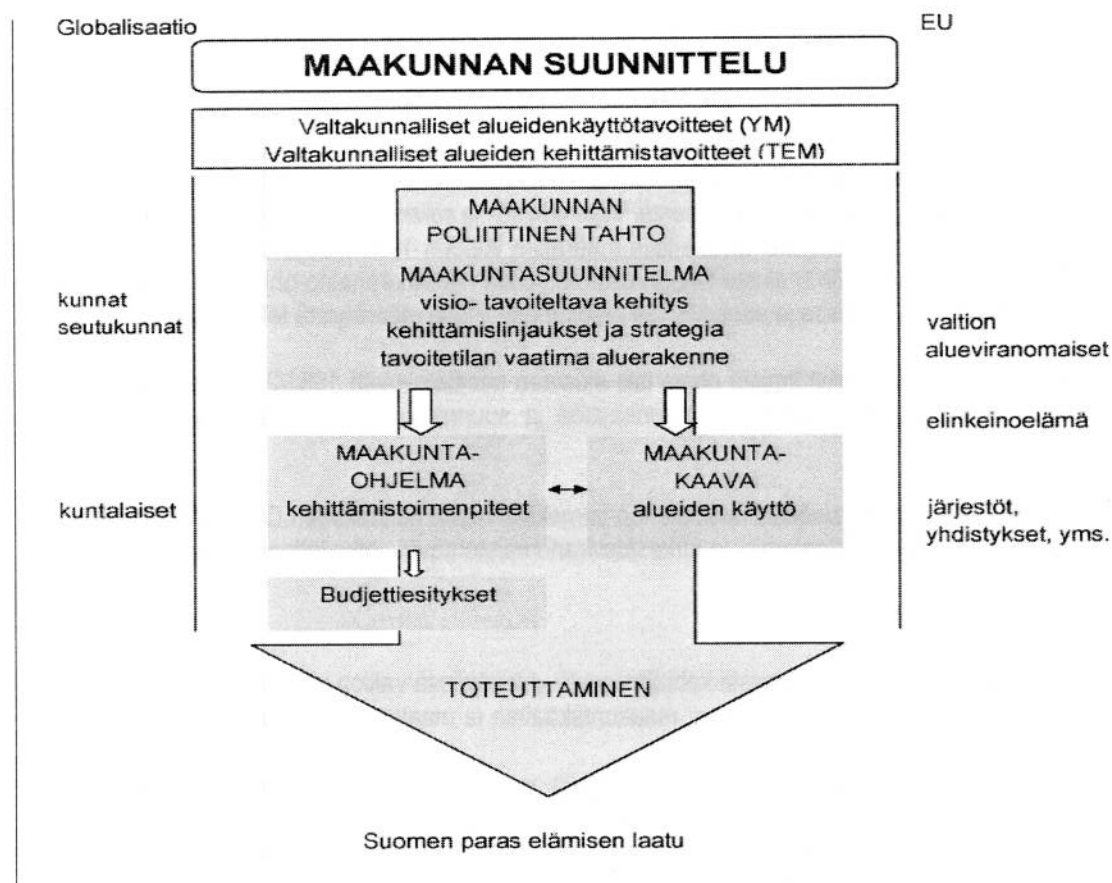 Globalisaatio
EU
MAAKUNNAN SUUNNITTELU
Valtakunnalliset alueidenkäyttötavoitteet (YM)
Valtakunnalliset alueiden kehittämistavoitteet (TEM)
MAAKUNNAN
POLIITTINEN TAHTO
MAAKUNTASUUNNITELMA
visio- tavoiteltava kehitys
kehittämislinjaukset ja strategia
tavoitetilan vaatima aluerakenne
kunnat
seutukunnat
valtion
alueviranomaiset
elinkeinoelämä
MAAKUNTA-
OHJELMA
kehittämistoimenpiteet
MAAKUNTA-
KAAVA
alueiden käyttö
kuntalaiset
järjestöt,
yhdistykset, yms.
Budjettiesitykset
TOTEUTTAMINEN
Suomen paras elämisen laatu